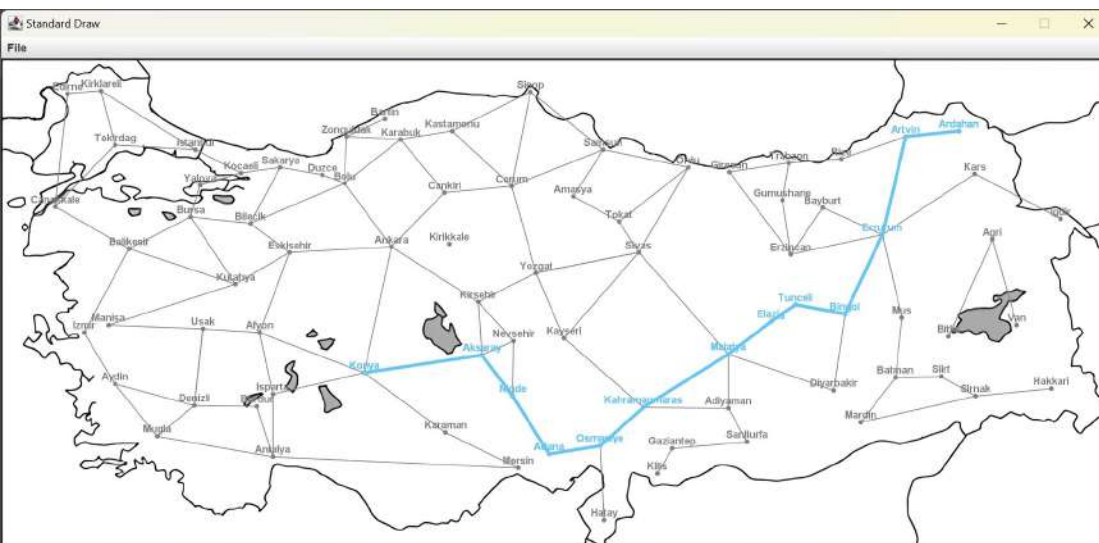 Standard Draw
File
Edirne
Kirklareli
Tekirdag
Istanbul
Kocaeli
Yalova
Sakarya
Duzce
Zonguldak
Bartin
Karabuk
Kastamonu
Sinop
Samsun
Ordu
Giresun
Trabzon
Rize
Artvin
Ardahan
Kars
Igdir
Canakkale
Bursa
Bilecik
Bolu
Cankiri
Corum
Amasya
Tokat
Gumushane
Bayburt
Balikesir
Eskisehir
Ankara
Kirikkale
Sivas
Erzincan
Erzurum
Agri
Kutahya
Yozgat
Kirsehir
Tunceli
Elazig
Bingol
Mus
Van
Izmir
Manisa
Usak
Afyon
Nevsehir
Kayseri
Konya
Aksaray
Malatya
Aydin
Denizli
Isparta
Nigde
Kahramanmaras
Adiyaman
Diyarbakir
Batman
Siirt
Sirnak
Hakkari
Mugla
Antalya
Karaman
Adana
Osmaniye
Gaziantep
Sanliurfa
Mardin
Mersin
Kilis
Hatay